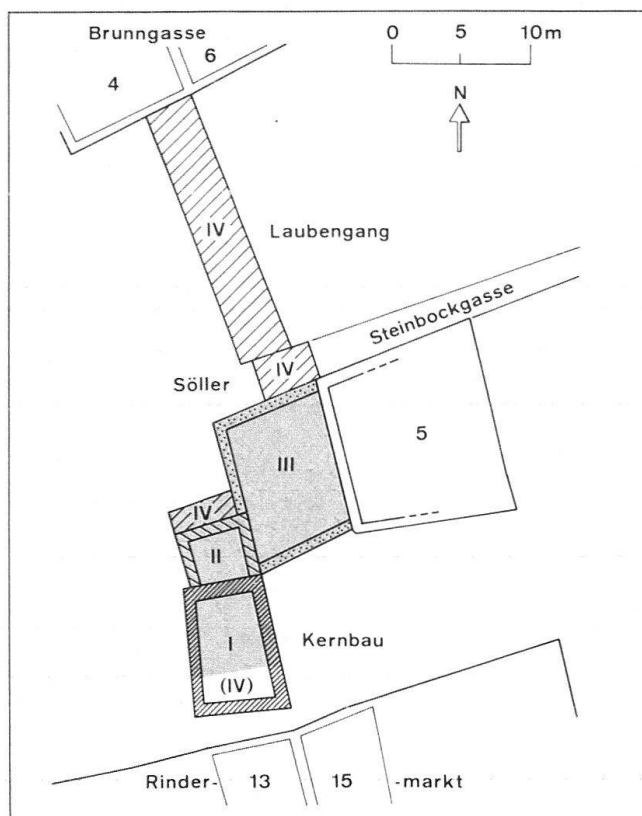 Brunngasse
0 5 10m
4
6
N
IV
Laubengang
Steinbockgasse
IV
Söller
5
III
IV
II
I
Kernbau
(IV)
Rinder- 13 15 -markt